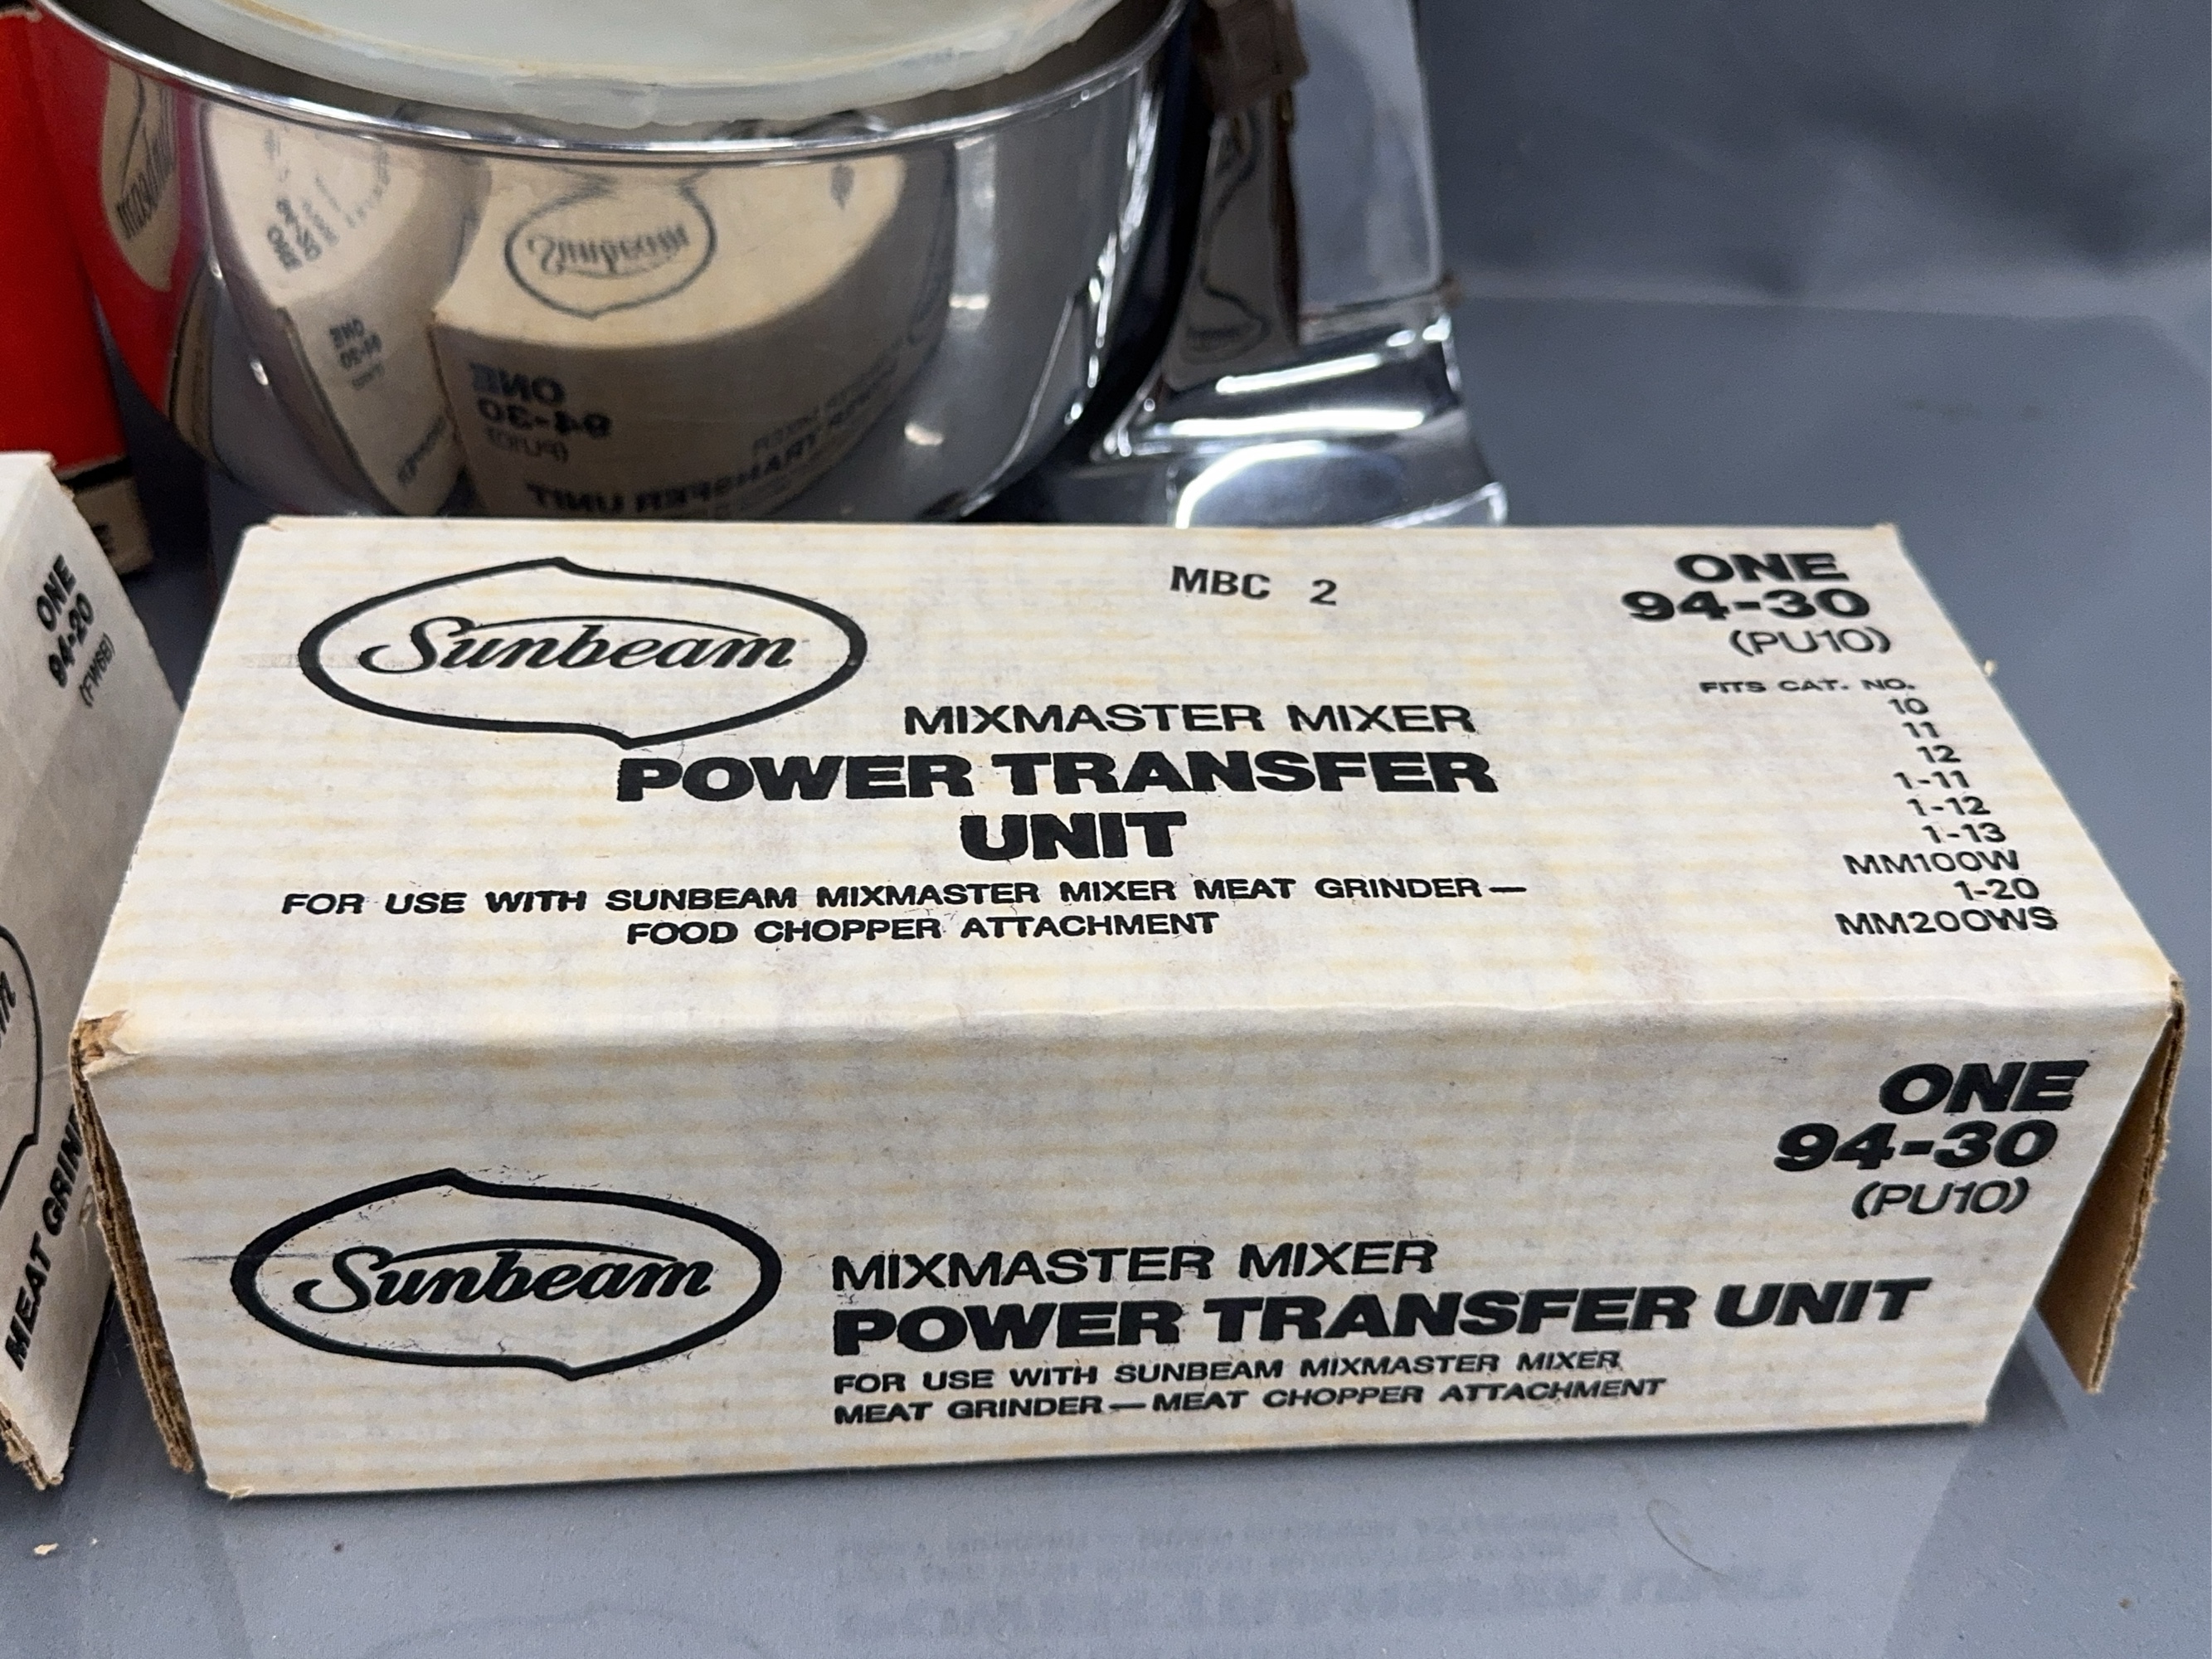 ONE
94-20
(FW6E)
MEAT GRIN
Sunbeam
MBC 2
ONE
94-30
(PU10)
FITS CAT. NO.
10
11
12
1-11
1-12
1-13
MM100W
1-20
MM200WS
MIXMASTER MIXER
POWER TRANSFER
UNIT
FOR USE WITH SUNBEAM MIXMASTER MIXER MEAT GRINDER—
FOOD CHOPPER ATTACHMENT
ONE
94-30
(PU10)
Sunbeam
MIXMASTER MIXER
POWER TRANSFER UNIT
FOR USE WITH SUNBEAM MIXMASTER MIXER
MEAT GRINDER—MEAT CHOPPER ATTACHMENT